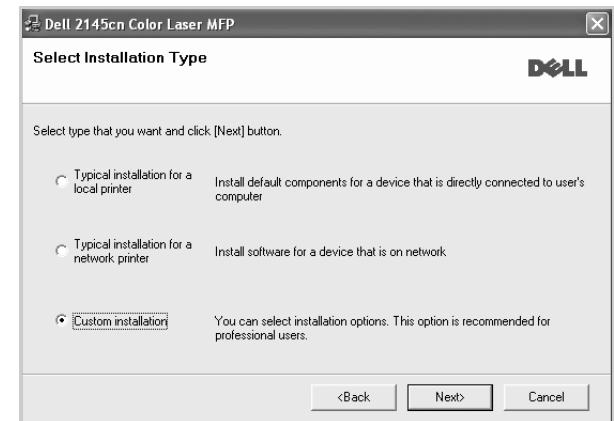 Dell 2145cn Color Laser MFP
Select Installation Type
DELL
Select type that you want and click [Next] button.
Typical installation for a
local printer
Install default components for a device that is directly connected to user's
computer
Typical installation for a
network printer
Install software for a device that is on network
Custom installation
You can select installation options. This option is recommended for
professional users.
<Back Next> Cancel